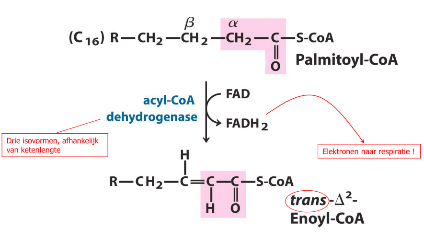 β α
(C16) R—CH2—CH2—CH2—C—S-CoA
O
Palmitoyl-CoA
acyl-CoA
dehydrogenase
FAD
FADH2
Drie isovormen, afhankelijk
van ketenlengte
Elektronen naar respiratie !
H
R—CH2—C=C—C—S-CoA
H O
trans-Δ2-
Enoyl-CoA